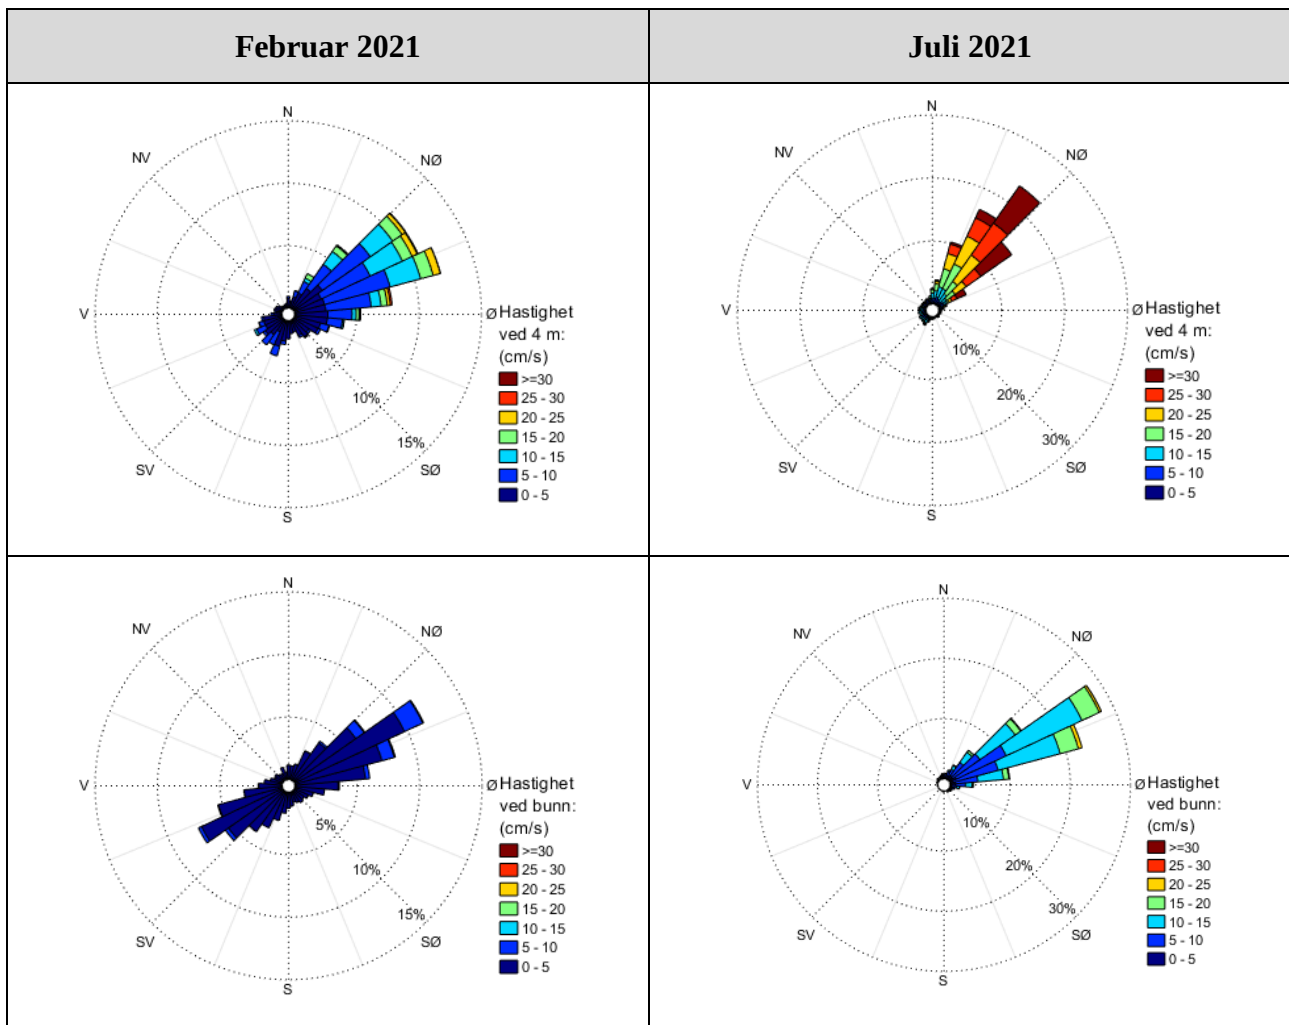 Februar 2021
Juli 2021
N
NV
NØ
V
Ø
SV
SØ
S
5%
10%
15%
Hastighet
ved 4 m:
(cm/s)
>=30
25 - 30
20 - 25
15 - 20
10 - 15
5 - 10
0 - 5
N
NV
NØ
V
Ø
SV
SØ
S
10%
20%
30%
Hastighet
ved 4 m:
(cm/s)
>=30
25 - 30
20 - 25
15 - 20
10 - 15
5 - 10
0 - 5
N
NV
NØ
V
Ø
SV
SØ
S
5%
10%
15%
Hastighet
ved bunn:
(cm/s)
>=30
25 - 30
20 - 25
15 - 20
10 - 15
5 - 10
0 - 5
N
NV
NØ
V
Ø
SV
SØ
S
10%
20%
30%
Hastighet
ved bunn:
(cm/s)
>=30
25 - 30
20 - 25
15 - 20
10 - 15
5 - 10
0 - 5